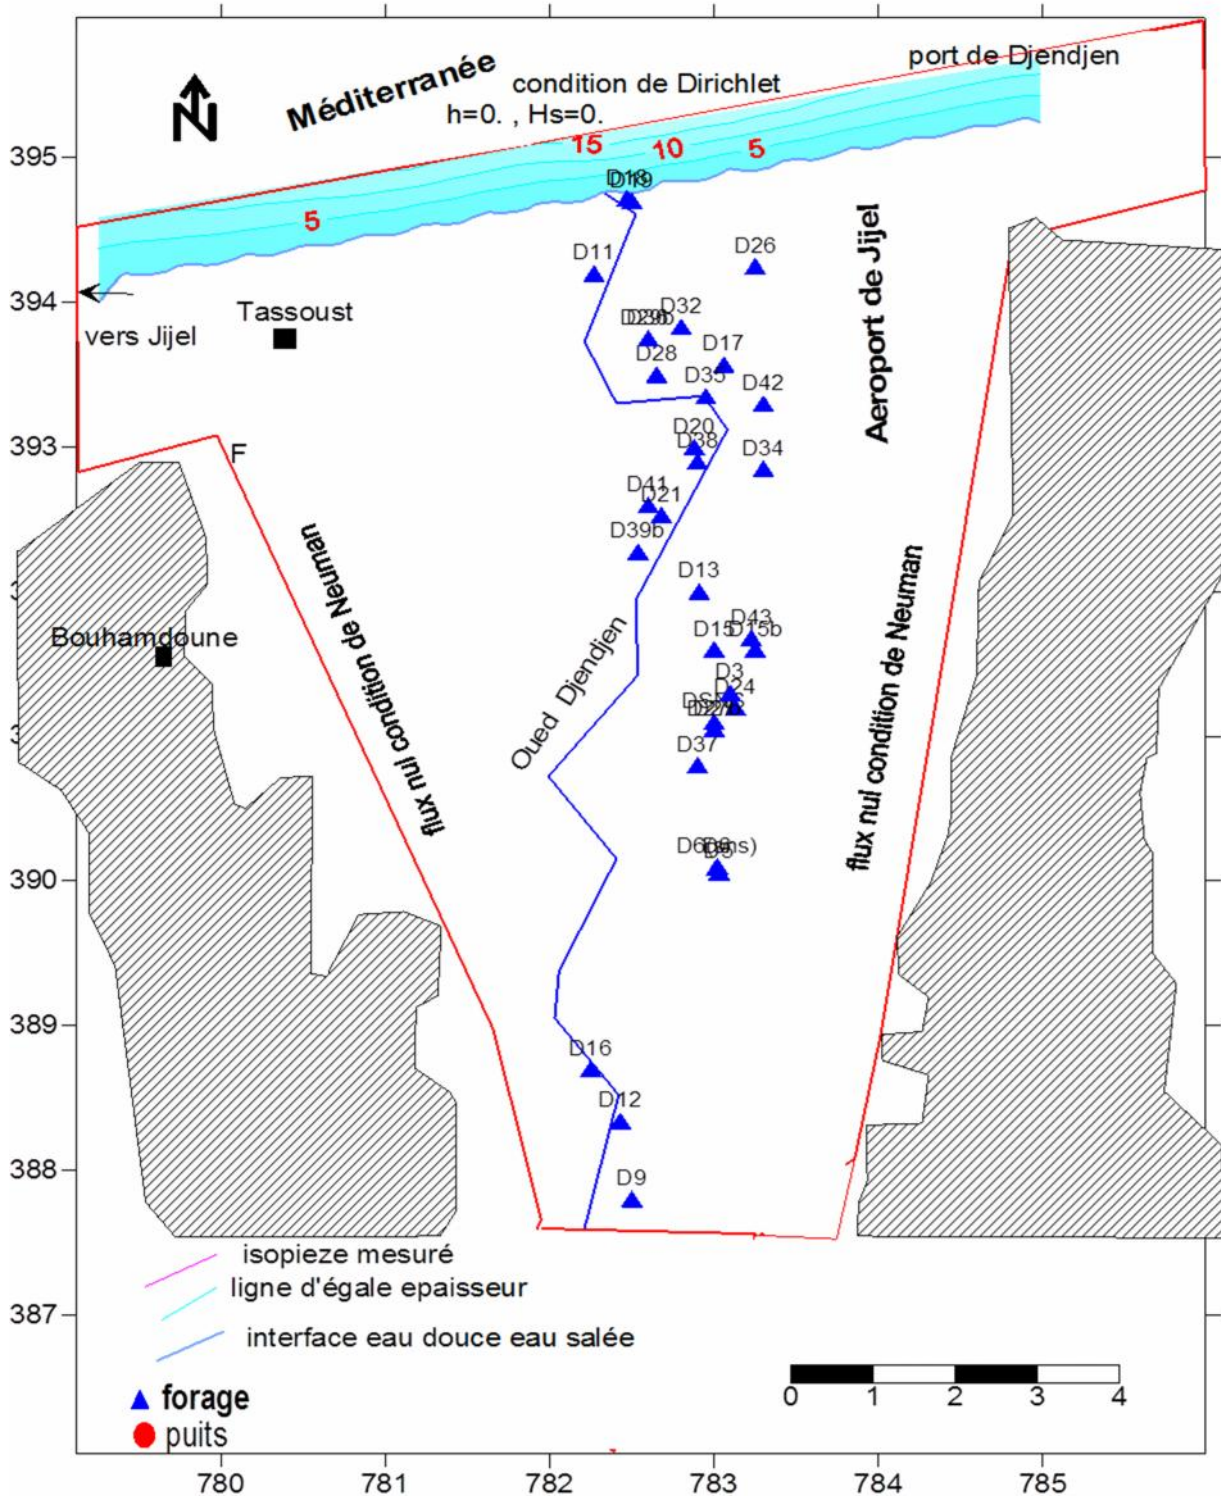 port de Djendjen
Méditerranée
condition de Dirichlet
h=0. , Hs=0.
395
15
10
5
5
D19
D11
D26
Aeroport de Jijel
394
Tassoust
vers Jijel
D32
D17
D28
D35
D42
393
F
D20
D38
D34
D41
D21
D39b
D13
flux nul condition de Neuman
flux nul condition de Neuman
Bouhamdoune
Oued Djendjen
D43
D15
D15b
D3
D24
D37
390
389
D16
D12
388
D9
isopieze mesuré
ligne d'égale epaisseur
387
interface eau douce eau salée
forage
puits
0 1 2 3 4
780 781 782 783 784 785